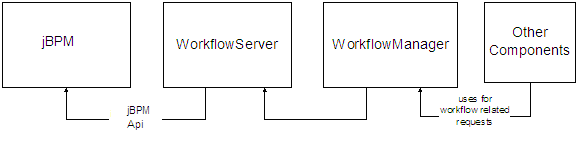 jBPM
WorkflowServer
WorkflowManager
Other
Components
jBPM
Api
uses for
workflow related
requests